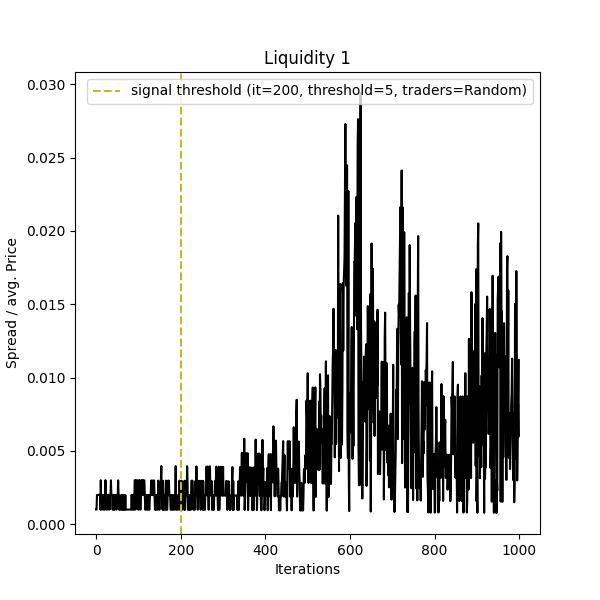 Liquidity 1
signal threshold (it=200, threshold=5, traders=Random)
Spread / avg. Price
0.030
0.025
0.020
0.015
0.010
0.005
0.000
0 200 400 600 800 1000
Iterations